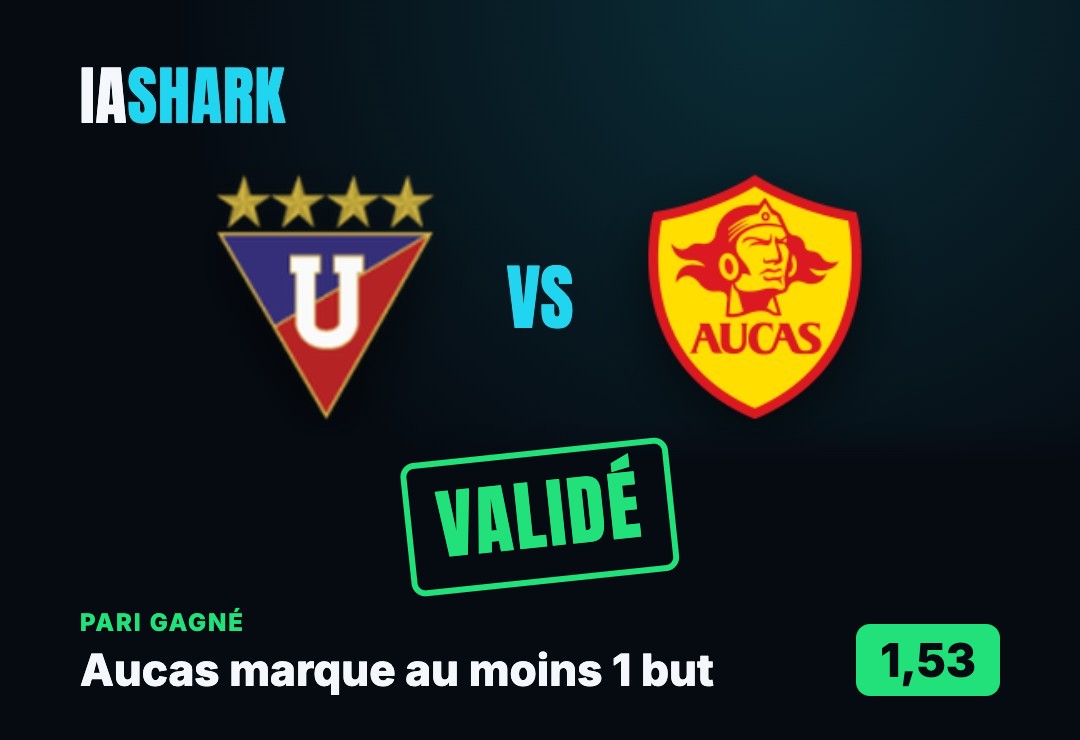 IASHARK
U
VS
AUCAS
VALIDÉ
PARI GAGNÉ
Aucas marque au moins 1 but
1,53